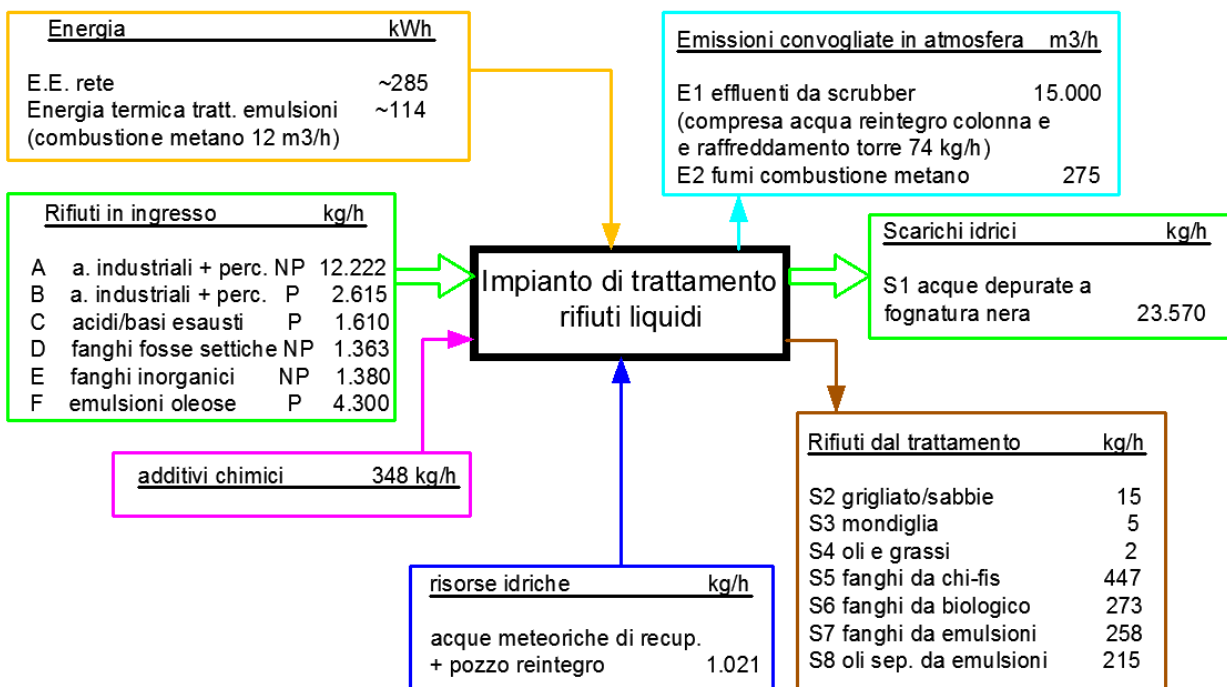 Energia kWh
E.E. rete ~285
Energia termica tratt. emulsioni ~114
(combustione metano 12 m3/h)
Emissioni convogliate in atmosfera m3/h
E1 effluenti da scrubber 15.000
(compresa acqua reintegro colonna e
e raffreddamento torre 74 kg/h)
E2 fumi combustione metano 275
Rifiuti in ingresso kg/h
A a. industriali + perc. NP 12.222
B a. industriali + perc. P 2.615
C acidi/basi esausti P 1.610
D fanghi fosse settiche NP 1.363
E fanghi inorganici NP 1.380
F emulsioni oleose P 4.300
Impianto di trattamento
rifiuti liquidi
Scarichi idrici kg/h
S1 acque depurate a
fognatura nera 23.570
additivi chimici 348 kg/h
risorse idriche kg/h
acque meteoriche di recup.
+ pozzo reintegro 1.021
Rifiuti dal trattamento kg/h
S2 grigliato/sabbie 15
S3 mondiglia 5
S4 oli e grassi 2
S5 fanghi da chi-fis 447
S6 fanghi da biologico 273
S7 fanghi da emulsioni 258
S8 oli sep. da emulsioni 215